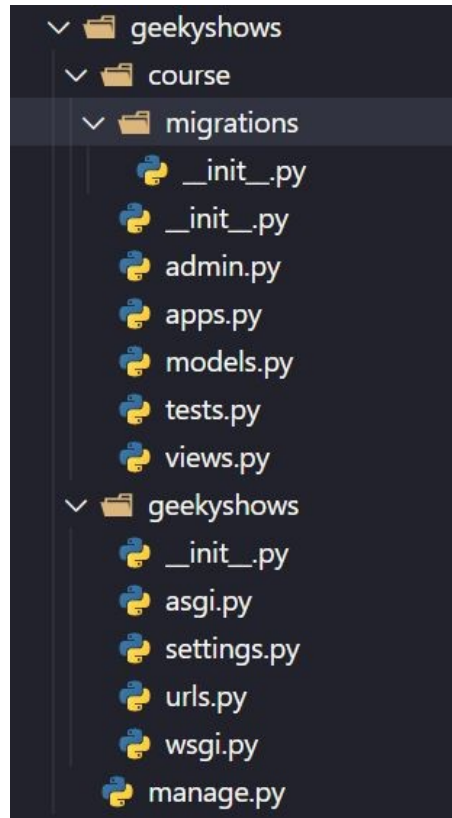 geekyshows
course
migrations
__init__.py
__init__.py
admin.py
apps.py
models.py
tests.py
views.py
geekyshows
__init__.py
asgi.py
settings.py
urls.py
wsgi.py
manage.py